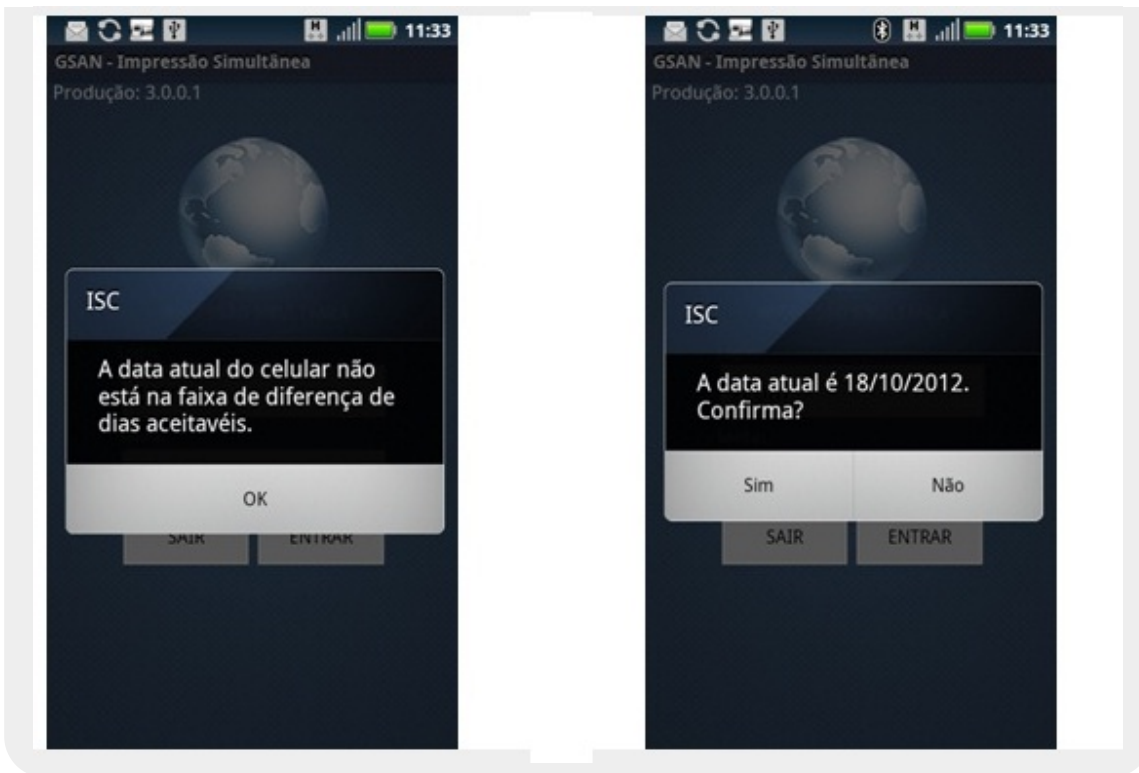 11:33
GSAN - Impressão Simultânea
Produção: 3.0.0.1
ISC
A data atual do celular não
está na faixa de diferença de
dias aceitavéis.
OK
SAIR ENTRAR
11:33
GSAN - Impressão Simultânea
Produção: 3.0.0.1
ISC
A data atual é 18/10/2012.
Confirma?
Sim Não
SAIR ENTRAR